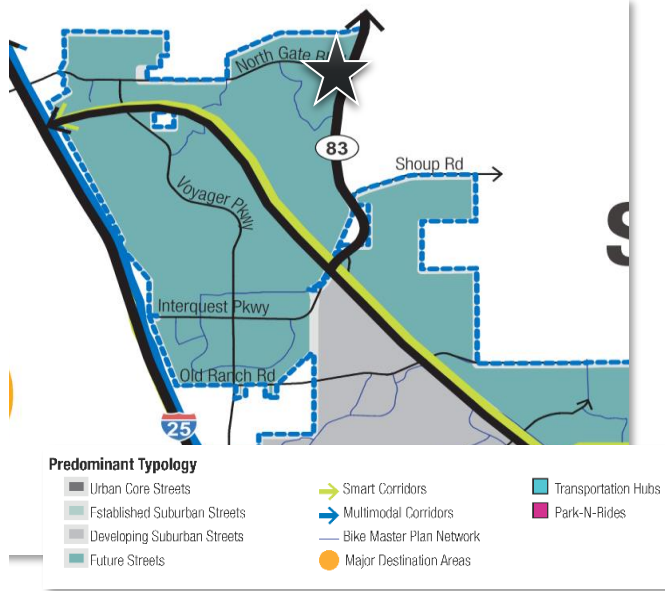 North Gate B
83
Shoup Rd
S
Voyager Pkwy
Interquest Pkwy
Old Ranch Rd
25
Predominant Typology
Urban Core Streets
Established Suburban Streets
Developing Suburban Streets
Future Streets
Smart Corridors
Multimodal Corridors
Bike Master Plan Network
Major Destination Areas
Transportation Hubs
Park-N-Rides